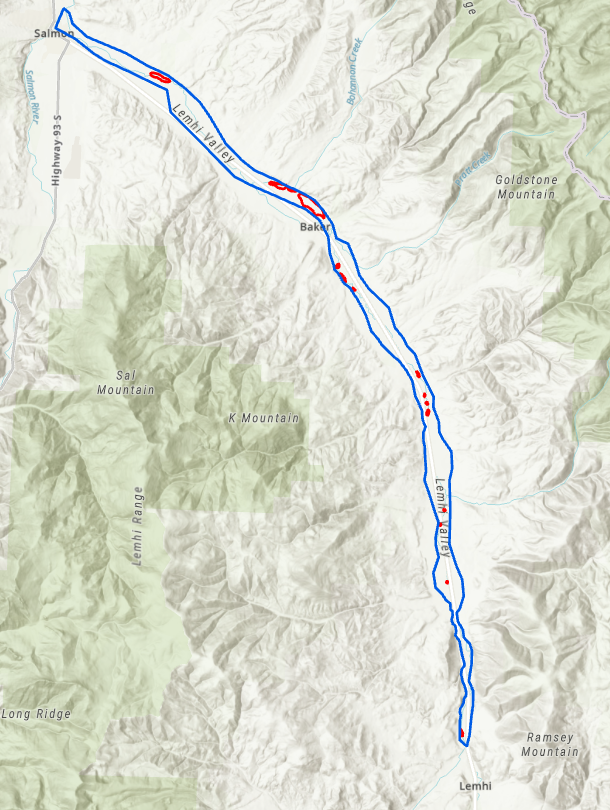 ge
Salmon
Salmon River
Highway 93 S
Bohannon Creek
Lemhi Valley
Goldstone
Mountain
Baker
Sal
Mountain
K Mountain
Lemhi Range
Lemhi Valley
Long Ridge
Ramsey
Mountain
Lemhi